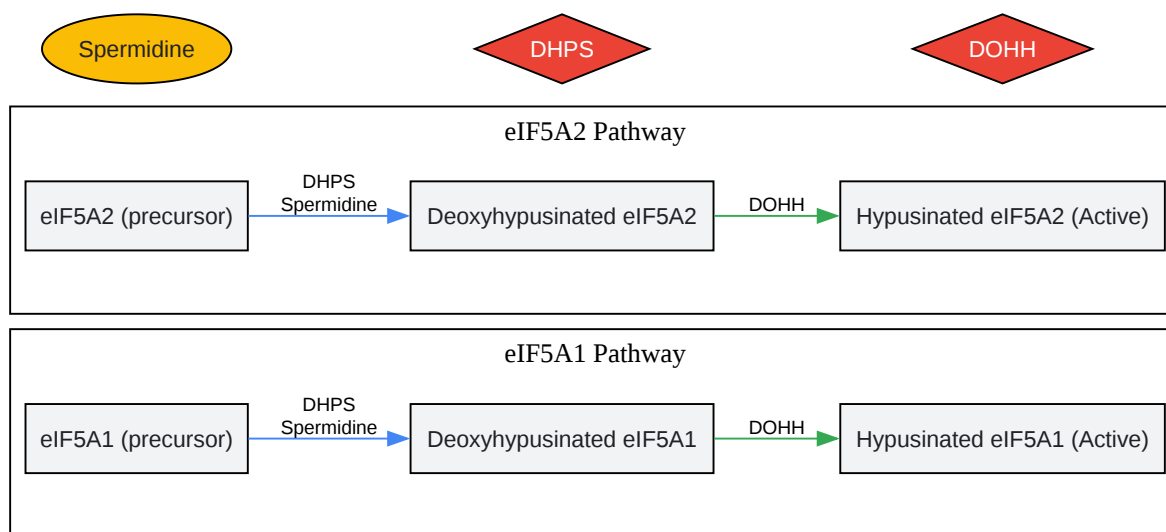 Spermidine
DHPS
DOHH
eIF5A2 Pathway
eIF5A2 (precursor)
DHPS
Spermidine
Deoxyhypusinated eIF5A2
DOHH
Hypusinated eIF5A2 (Active)
eIF5A1 Pathway
eIF5A1 (precursor)
DHPS
Spermidine
Deoxyhypusinated eIF5A1
DOHH
Hypusinated eIF5A1 (Active)